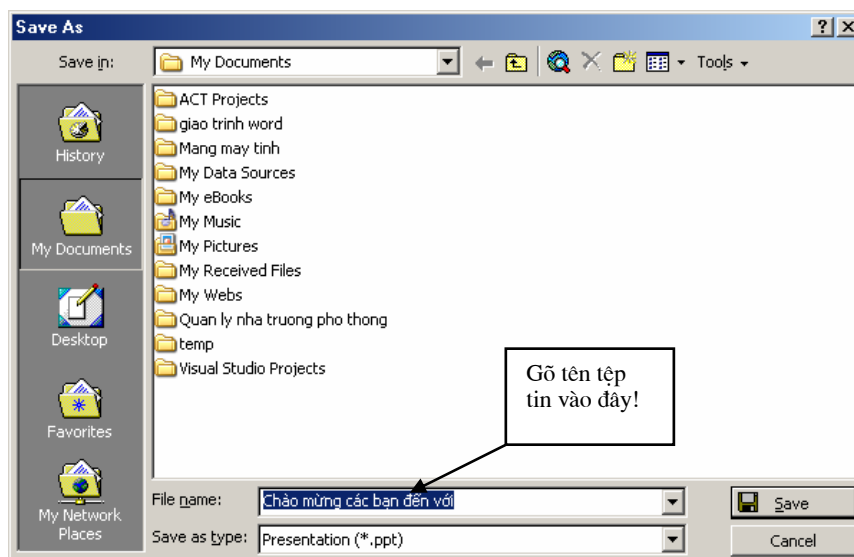 Save As
Save in:
My Documents
Tools
History
My Documents
Desktop
Favorites
My Network
Places
ACT Projects
giao trinh word
Mang may tinh
My Data Sources
My eBooks
My Music
My Pictures
My Received Files
My Webs
Quan ly nha truong pho thong
temp
Visual Studio Projects
Gõ tên tệp
tin vào đây!
File name:
Chào mừng các bạn đến với
Save
Save as type:
Presentation (*.ppt)
Cancel